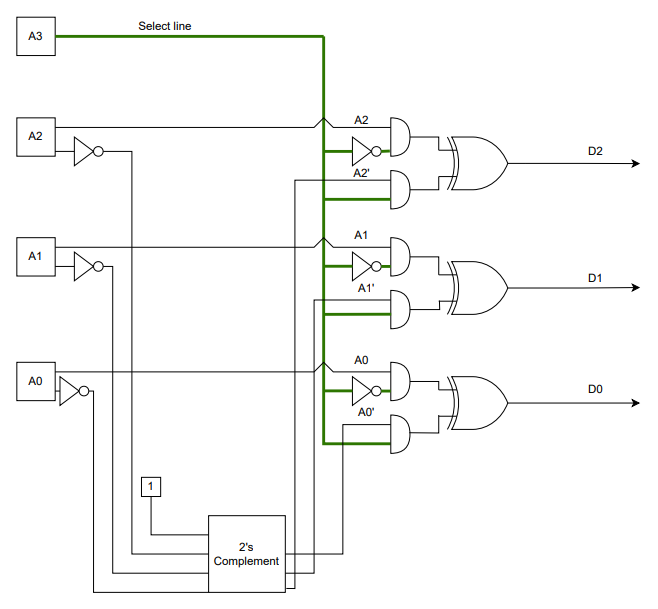 Select line
A3
A2
A2
A2'
D2
A1
A1
A1'
D1
A0
A0
A0'
D0
1
2's
Complement